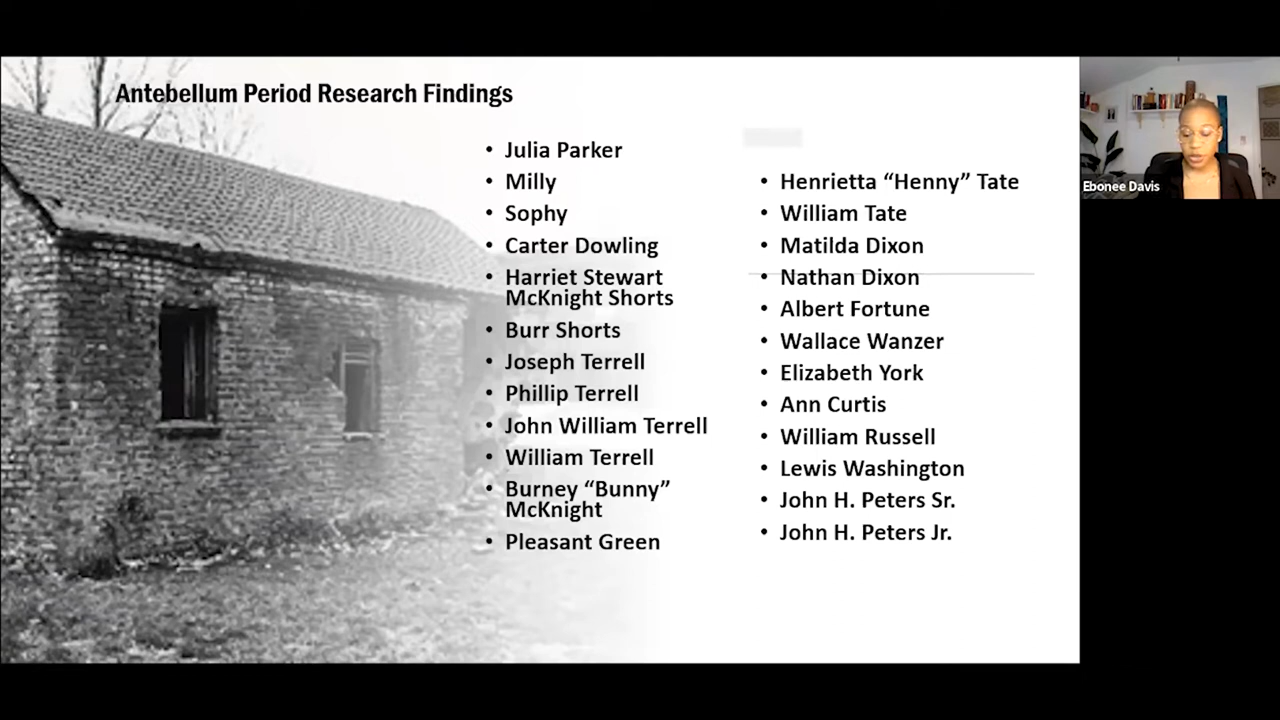 Antebellum Period Research Findings
• Julia Parker
• Milly
• Sophy
• Carter Dowling
• Harriet Stewart
McKnight Shorts
• Burr Shorts
• Joseph Terrell
• Phillip Terrell
• John William Terrell
• William Terrell
• Burney “Bunny”
McKnight
• Pleasant Green
• Henrietta “Henny” Tate
• William Tate
• Matilda Dixon
• Nathan Dixon
• Albert Fortune
• Wallace Wanzer
• Elizabeth York
• Ann Curtis
• William Russell
• Lewis Washington
• John H. Peters Sr.
• John H. Peters Jr.
Ebonee Davis